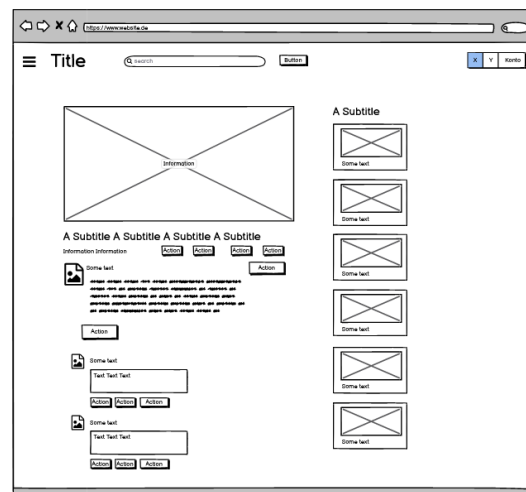 https://www.website.de
Title
search
Button
X Y Konto
Information
A Subtitle A Subtitle A Subtitle A Subtitle
Information Information
Action Action Action Action
Some text
Action
Action
Some text
Text Text Text
Action Action Action
Some text
Text Text Text
Action Action Action
A Subtitle
Some text
Some text
Some text
Some text
Some text
Some text